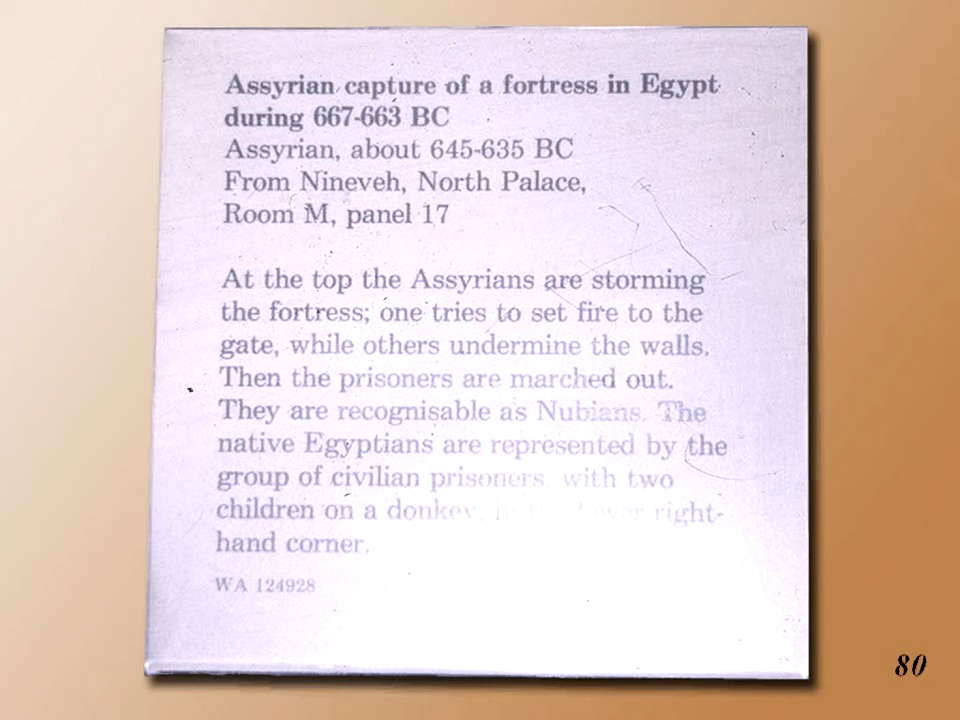 Assyrian capture of a fortress in Egypt
during 667-663 BC
Assyrian, about 645-635 BC
From Nineveh, North Palace,
Room M, panel 17
At the top the Assyrians are storming
the fortress; one tries to set fire to the
gate, while others undermine the walls.
Then the prisoners are marched out.
They are recognisable as Nubians. The
native Egyptians are represented by the
group of civilian prisoners, with two
children on a donkey, in the lower right-
hand corner.
WA 124928
80